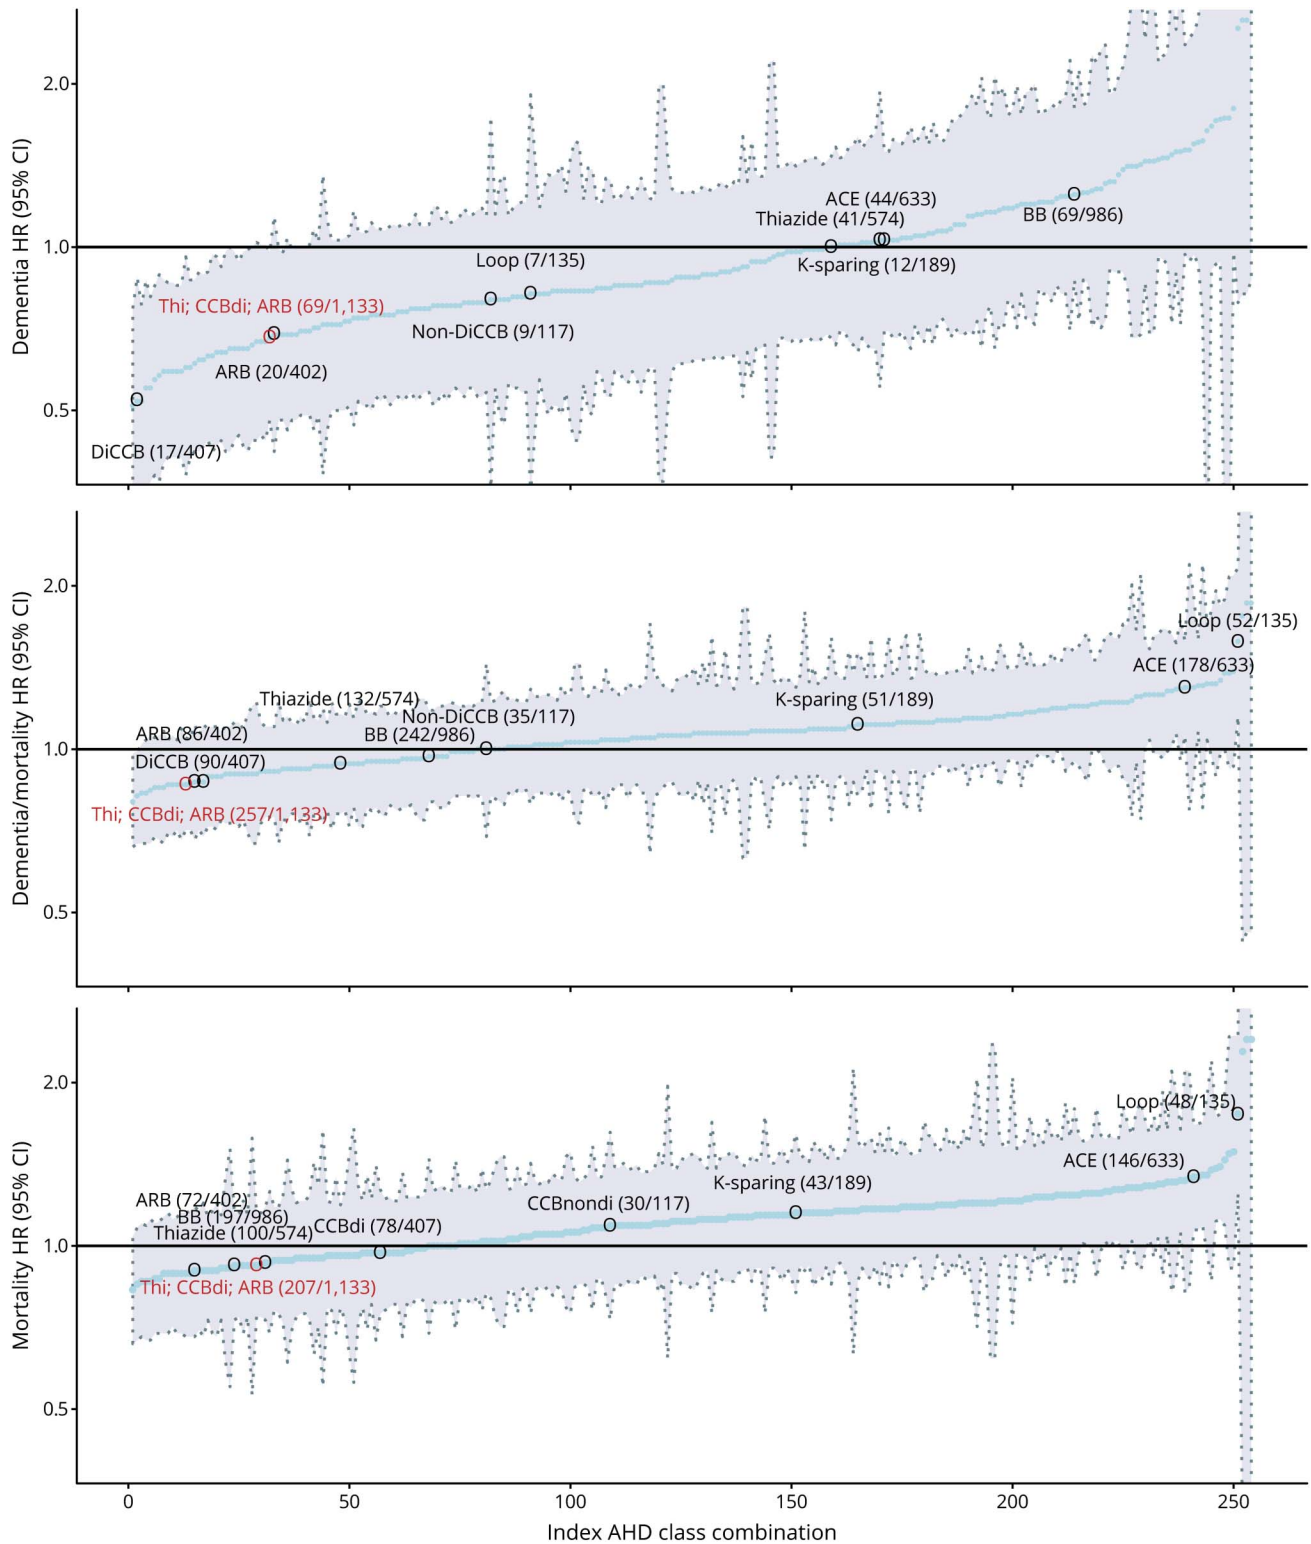 Dementia HR (95% CI)
2.0
1.0
0.5
ACE (44/633)
Thiazide (41/574)
BB (69/986)
Loop (7/135)
K-sparing (12/189)
Thi; CCBdi; ARB (69/1,133)
Non-DiCCB (9/117)
ARB (20/402)
DiCCB (17/407)
Dementia/mortality HR (95% CI)
2.0
1.0
0.5
Loop (52/135)
ACE (178/633)
Thiazide (132/574)
K-sparing (51/189)
Non-DiCCB (35/117)
ARB (86/402)
BB (242/986)
DiCCB (90/407)
Thi; CCBdi; ARB (257/1,133)
Mortality HR (95% CI)
2.0
1.0
0.5
Loop (48/135)
ACE (146/633)
K-sparing (43/189)
ARB (72/402)
CCBnondi (30/117)
BB (197/986)
CCBdi (78/407)
Thiazide (100/574)
Thi; CCBdi; ARB (207/1,133)
0 50 100 150 200 250
Index AHD class combination